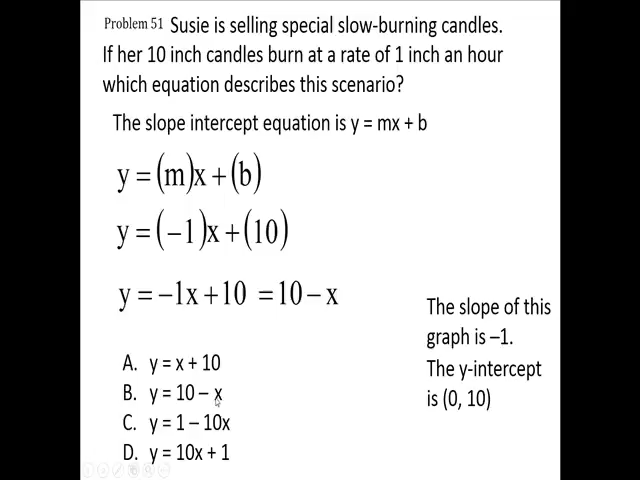 Problem 51 Susie is selling special slow-burning candles.
If her 10 inch candles burn at a rate of 1 inch an hour
which equation describes this scenario?
The slope intercept equation is y = mx + b
y = (m)x + (b)
y = (−1)x + (10)
y = −1x + 10 = 10 − x
The slope of this
graph is –1.
The y-intercept
is (0, 10)
A. y = x + 10
B. y = 10 – x
C. y = 1 – 10x
D. y = 10x + 1